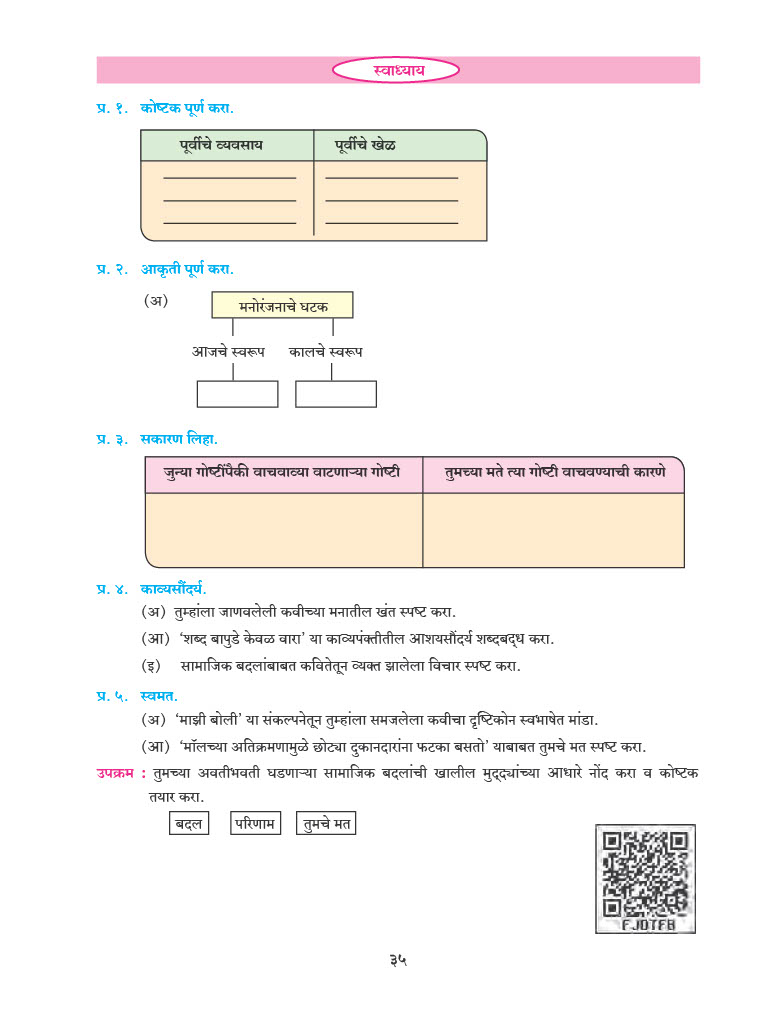 स्वाध्याय
प्र. १. कोष्टक पूर्ण करा.
पूर्वीचे व्यवसाय पूर्वीचे खेळ
प्र. २. आकृती पूर्ण करा.
(अ) मनोरंजनाचे घटक
आजचे स्वरूप कालचे स्वरूप
प्र. ३. सकारण लिहा.
जुन्या गोष्टींपैकी वाचवाव्या वाटणाऱ्या गोष्टी तुमच्या मते त्या गोष्टी वाचवण्याची कारणे
प्र. ४. काव्यसौंदर्य.
(अ) तुम्हांला जाणवलेली कवीच्या मनातील खंत स्पष्ट करा.
(आ) ‘शब्द बापुडे केवळ वारा’ या काव्यपंक्तीतील आशयसौंदर्य शब्दबद्ध करा.
(इ) सामाजिक बदलांबाबत कवितेतून व्यक्त झालेला विचार स्पष्ट करा.
प्र. ५. स्वमत.
(अ) ‘माझी बोली’ या संकल्पनेतून तुम्हांला समजलेला कवीचा दृष्टिकोन स्वभाषेत मांडा.
(आ) ‘मॉलच्या अतिक्रमणामुळे छोट्या दुकानदारांना फटका बसतो’ याबाबत तुमचे मत स्पष्ट करा.
उपक्रम : तुमच्या अवतीभवती घडणाऱ्या सामाजिक बदलांची खालील मुद्द्यांच्या आधारे नोंद करा व कोष्टक
तयार करा.
बदल परिणाम तुमचे मत
FJDTFB
३५